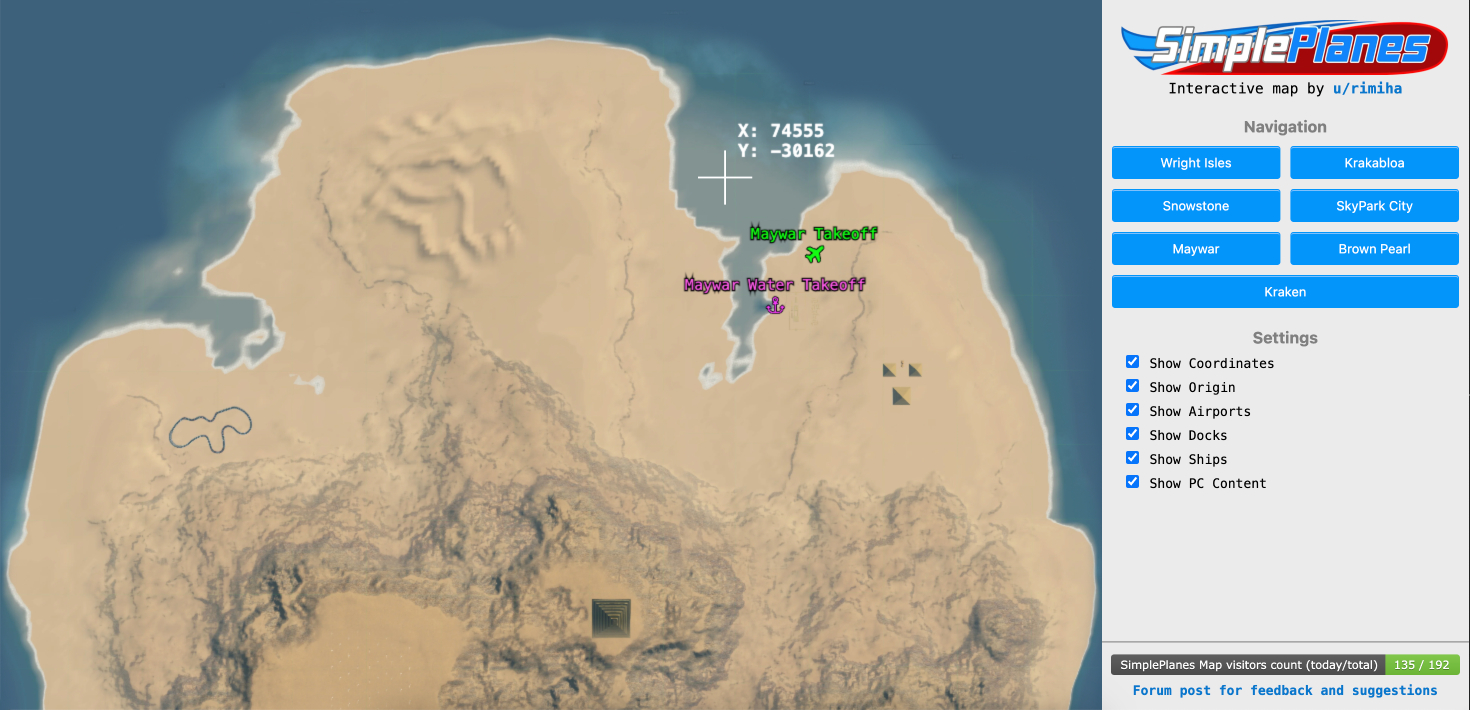 X: 74555
Y: -30162
Maywar Takeoff
Maywar Water Takeoff
SimplePlanes
Interactive map by u/rimiha
Navigation
Wright Isles
Krakabloa
Snowstone
SkyPark City
Maywar
Brown Pearl
Kraken
Settings
Show Coordinates
Show Origin
Show Airports
Show Docks
Show Ships
Show PC Content
SimplePlanes Map visitors count (today/total) 135 / 192
Forum post for feedback and suggestions